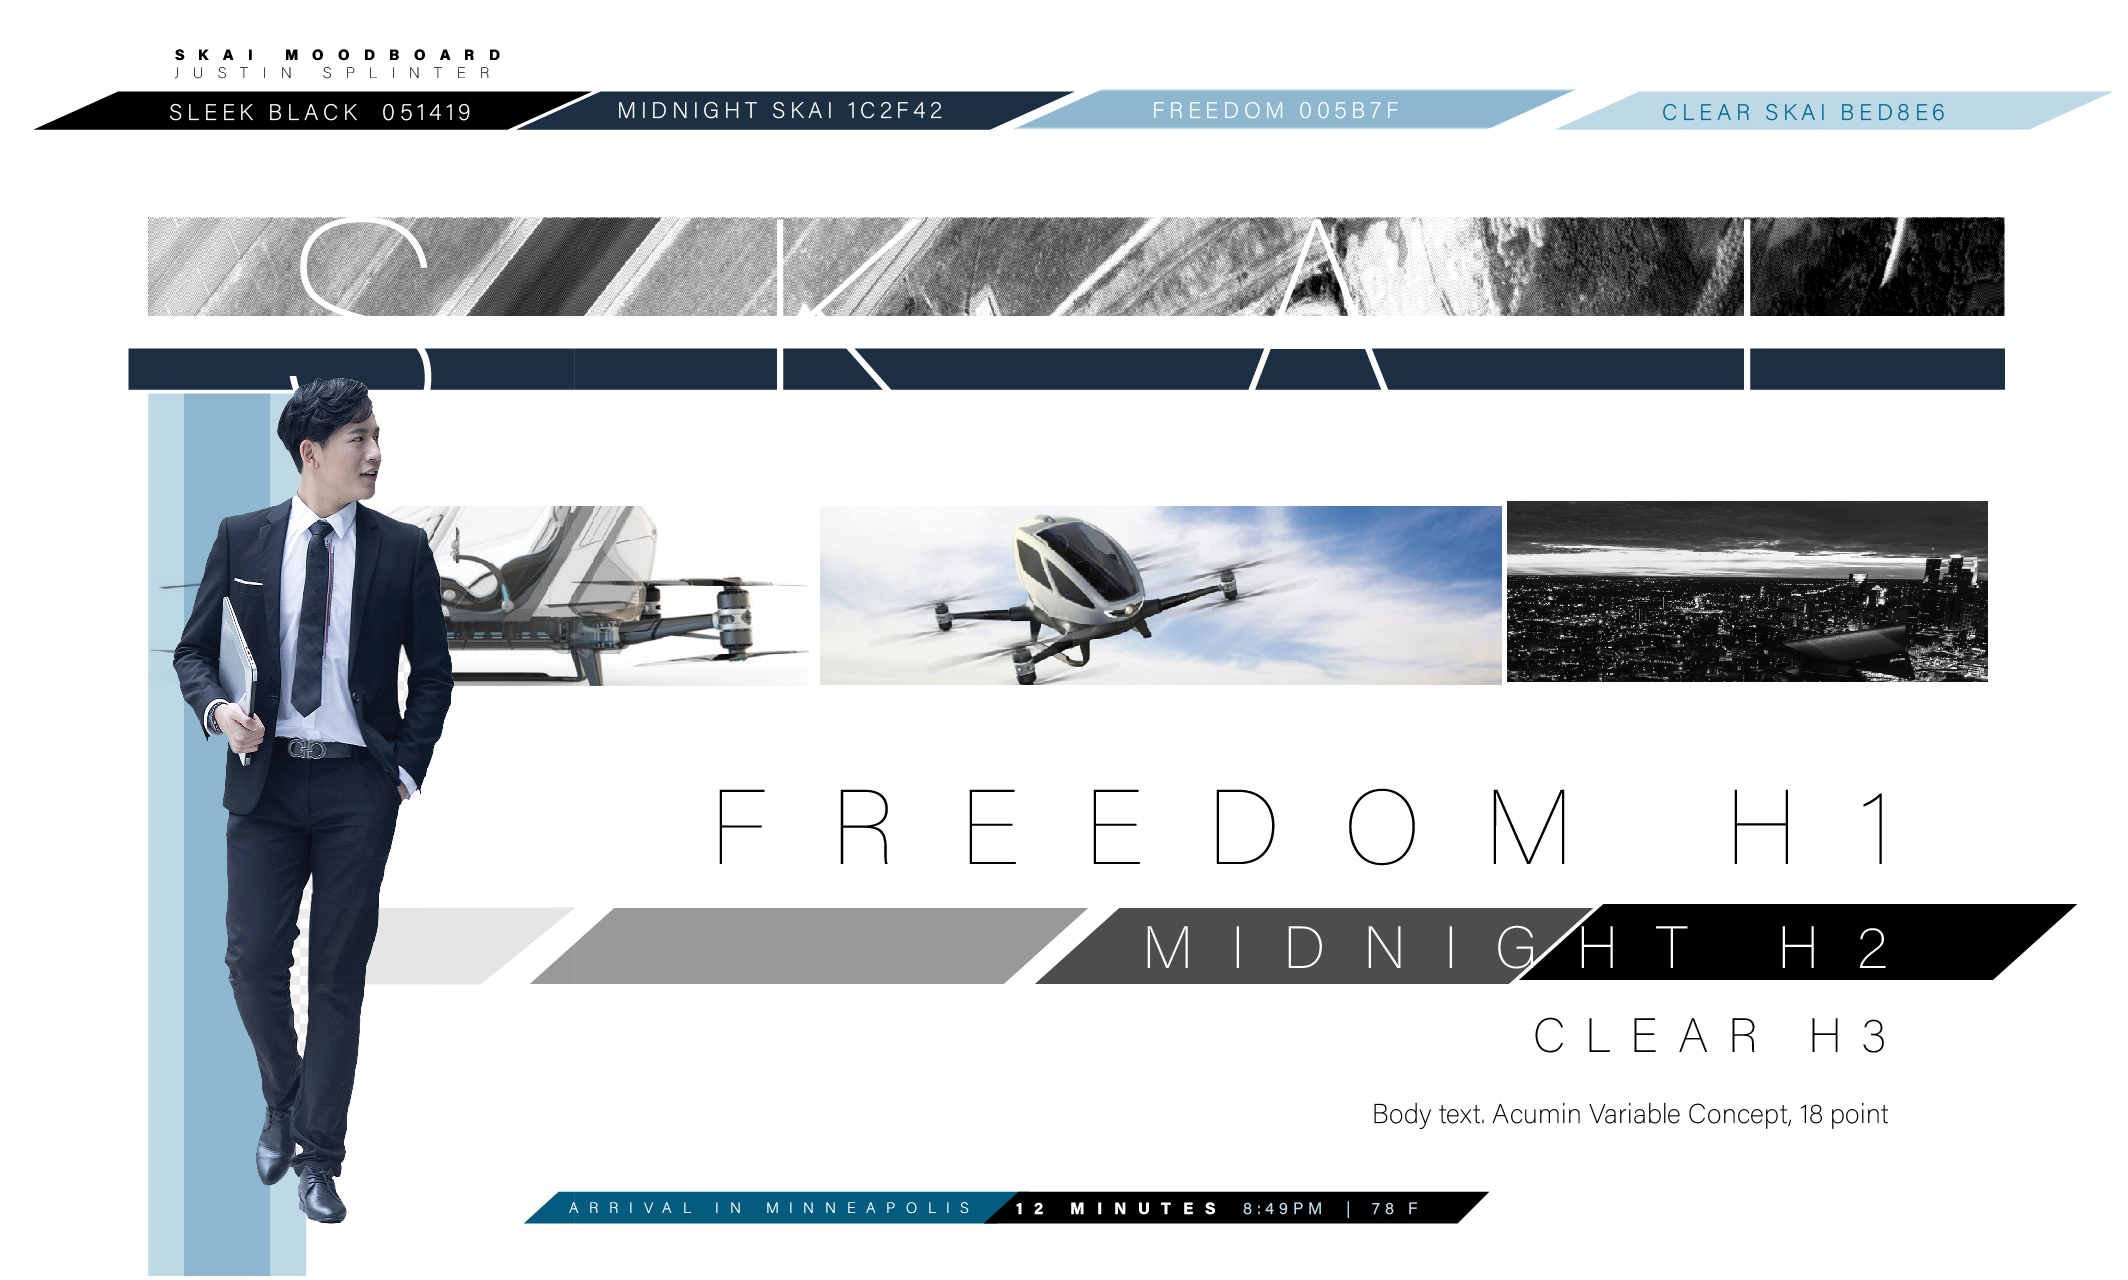 SKAI MOODBOARD
JUSTIN SPLINTER
SLEEK BLACK 051419
MIDNIGHT SKAI 1C2F42
FREEDOM 005B7F
CLEAR SKAI BED8E6
SKAI
FREEDOM H1
MIDNIGHT H2
CLEAR H3
Body text. Acumin Variable Concept, 18 point
ARRIVAL IN MINNEAPOLIS 12 MINUTES 8:49PM | 78 F